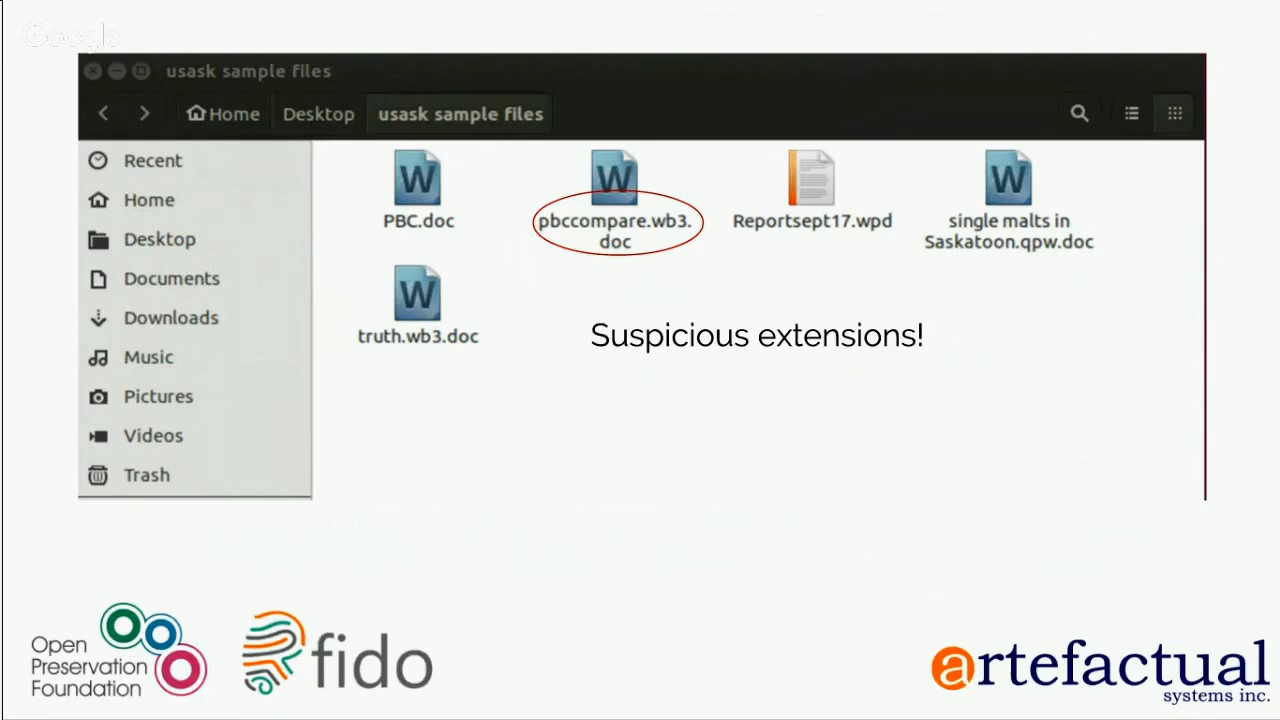 Google
usask sample files
Home
Desktop
usask sample files
Recent
Home
Desktop
Documents
Downloads
Music
Pictures
Videos
Trash
W
PBC.doc
W
pbccompare.wb3.
doc
Reportsept17.wpd
W
single malts in
Saskatoon.qpw.doc
W
truth.wb3.doc
Suspicious extensions!
Open
Preservation
Foundation
fido
artefactual
systems inc.